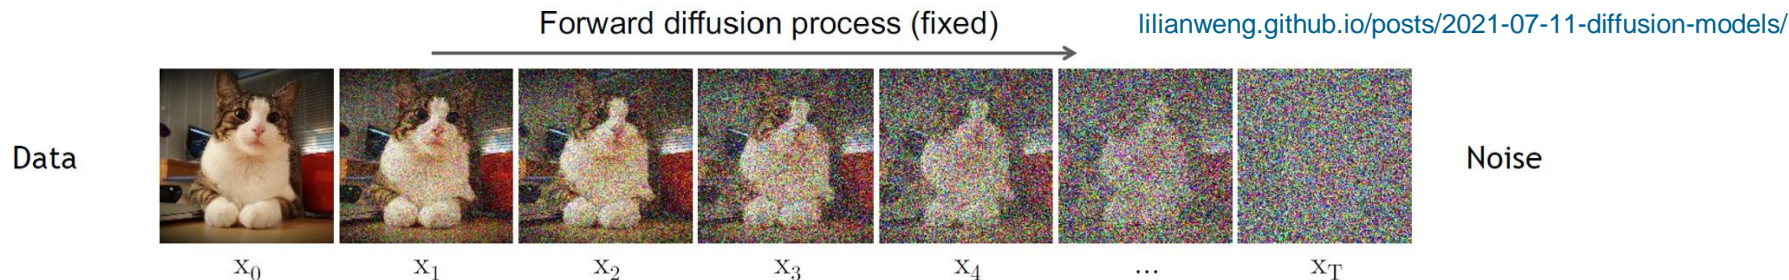 Forward diffusion process (fixed)
lilianweng.github.io/posts/2021-07-11-diffusion-models/
Data
Noise
x₀ x₁ x₂ x₃ x₄ ... x_T